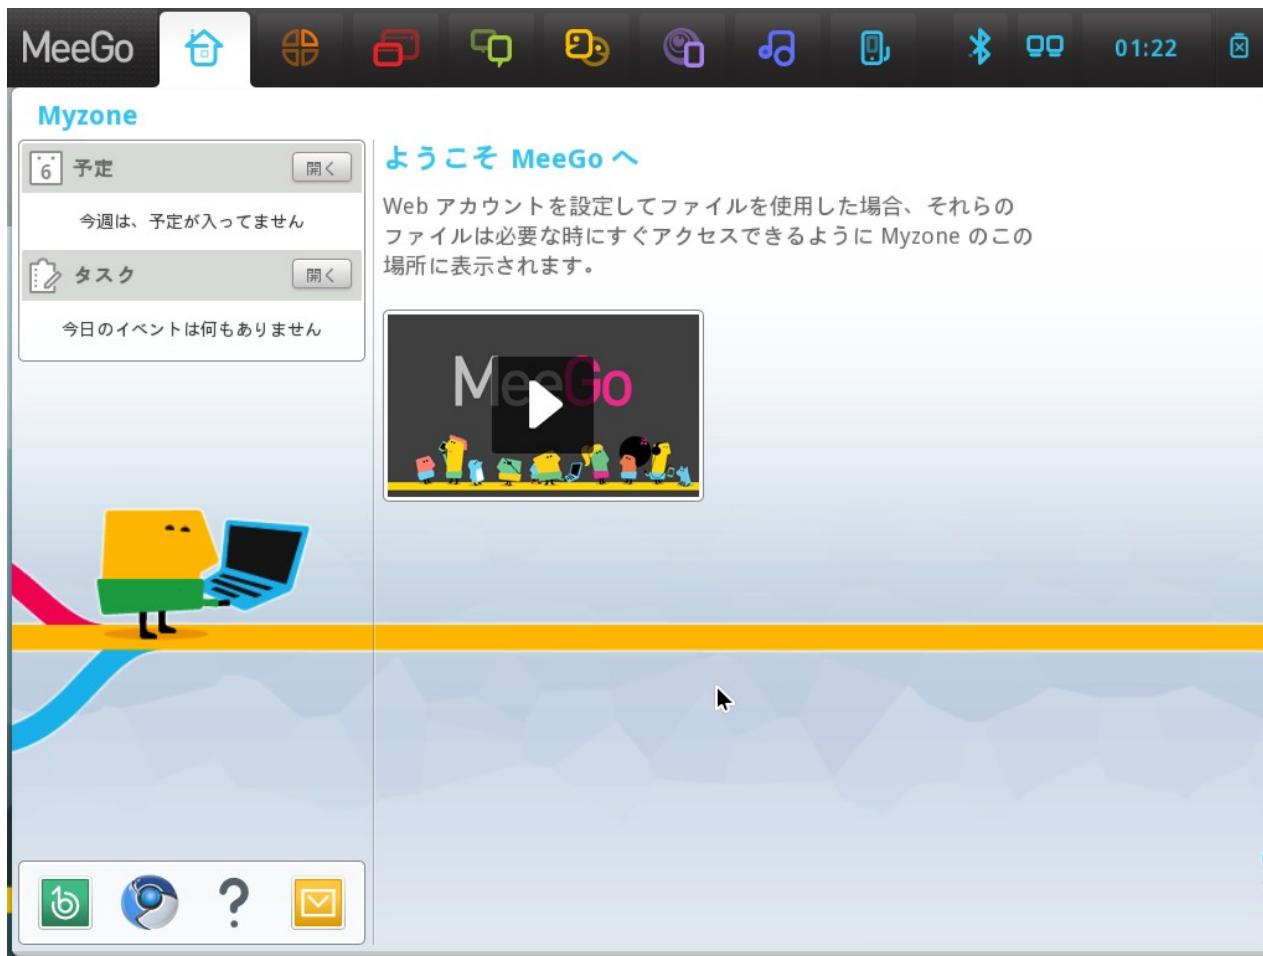 MeeGo
01:22
Myzone
6 予定 開く
今週は、予定が入ってません
タスク 開く
今日のイベントは何もありません
ようこそ MeeGo へ
Web アカウントを設定してファイルを使用した場合、それらの
ファイルは必要な時にすぐアクセスできるように Myzone のこの
場所に表示されます。
MeeGo
?